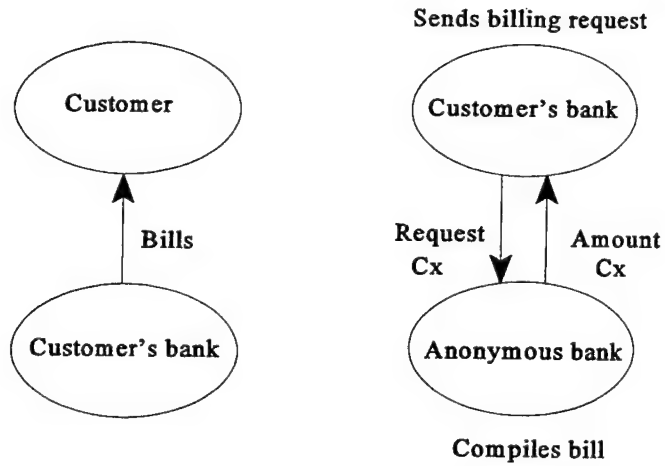 Sends billing request
Customer
Customer's bank
Bills
Request
Cx
Amount
Cx
Customer's bank
Anonymous bank
Compiles bill